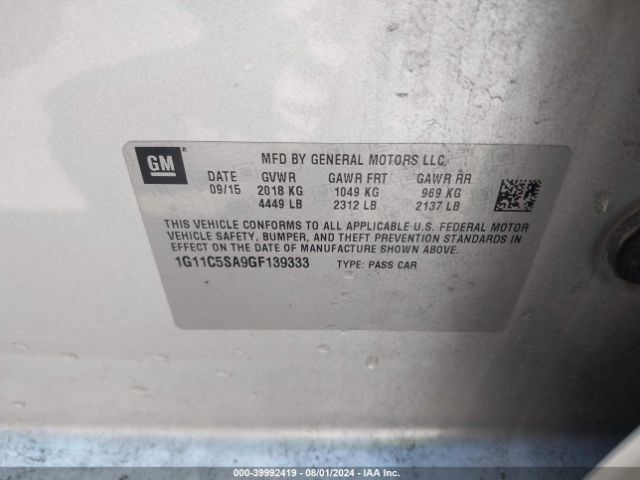 GM
MFD BY GENERAL MOTORS LLC
DATE GVWR GAWR FRT GAWR RR
09/15 2018 KG 1049 KG 969 KG
4449 LB 2312 LB 2137 LB
THIS VEHICLE CONFORMS TO ALL APPLICABLE U.S. FEDERAL MOTOR
VEHICLE SAFETY, BUMPER, AND THEFT PREVENTION STANDARDS IN
EFFECT ON THE DATE OF MANUFACTURE SHOWN ABOVE.
1G11C5SA9GF139333 TYPE: PASS CAR
000-39992419 - 08/01/2024 - IAA Inc.